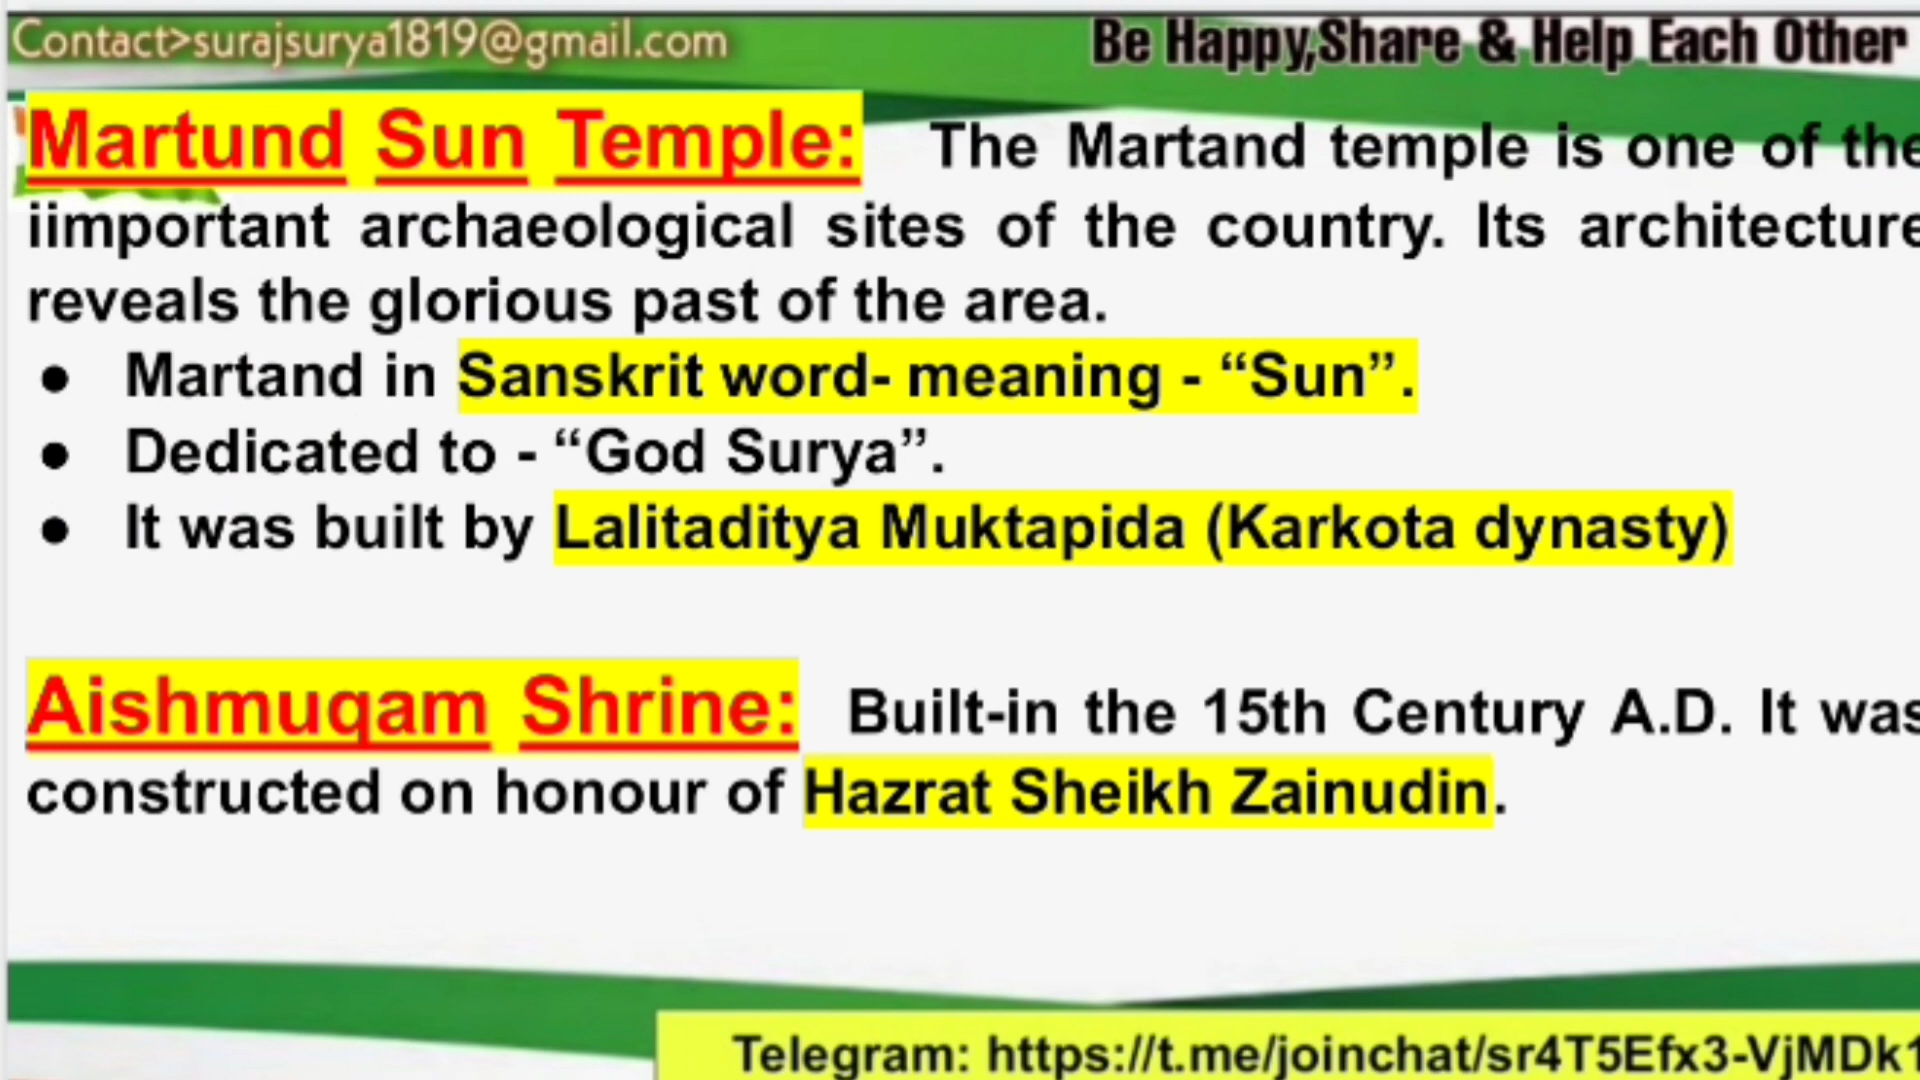 Contact>surajsurya1819@gmail.com
Be Happy,Share & Help Each Other
Martund Sun Temple: The Martand temple is one of the
iimportant archaeological sites of the country. Its architecture
reveals the glorious past of the area.
● Martand in Sanskrit word- meaning - “Sun”.
● Dedicated to - “God Surya”.
● It was built by Lalitaditya Muktapida (Karkota dynasty)
Aishmuqam Shrine: Built-in the 15th Century A.D. It was
constructed on honour of Hazrat Sheikh Zainudin.
Telegram: https://t.me/joinchat/sr4T5Efx3-VjMDk1